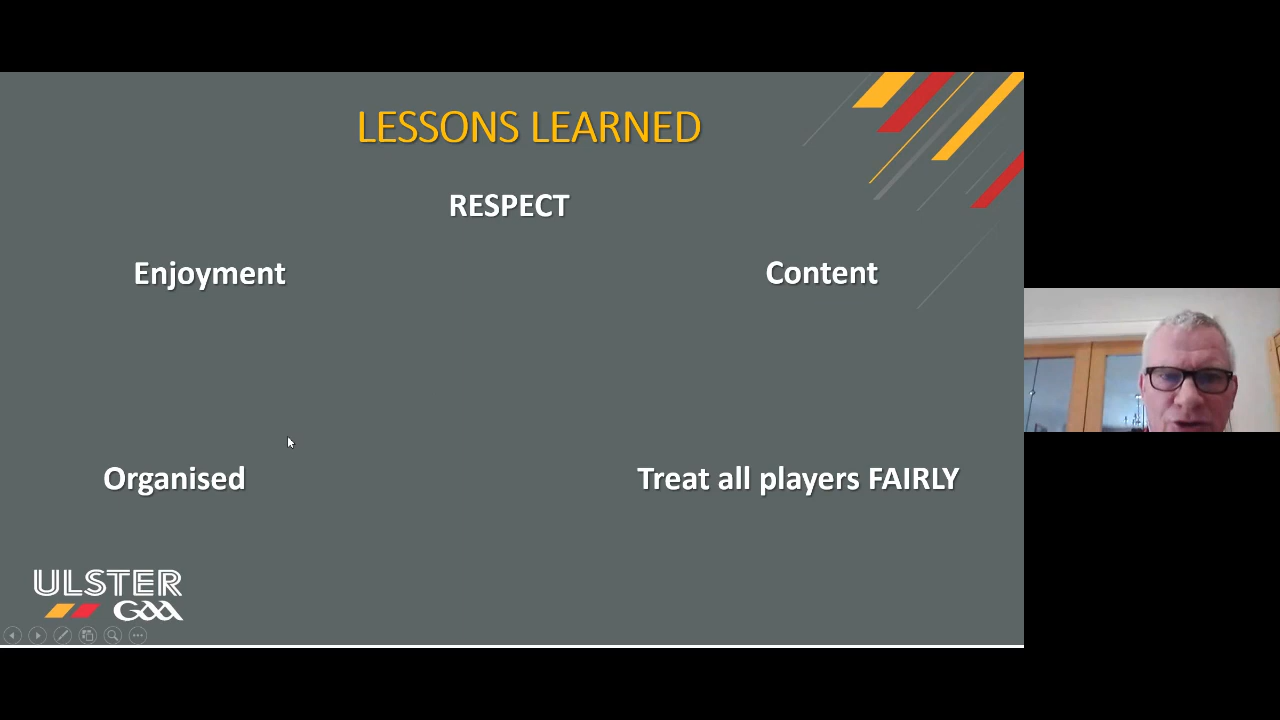 LESSONS LEARNED
RESPECT
Enjoyment
Content
Organised
Treat all players FAIRLY
ULSTER
GAA